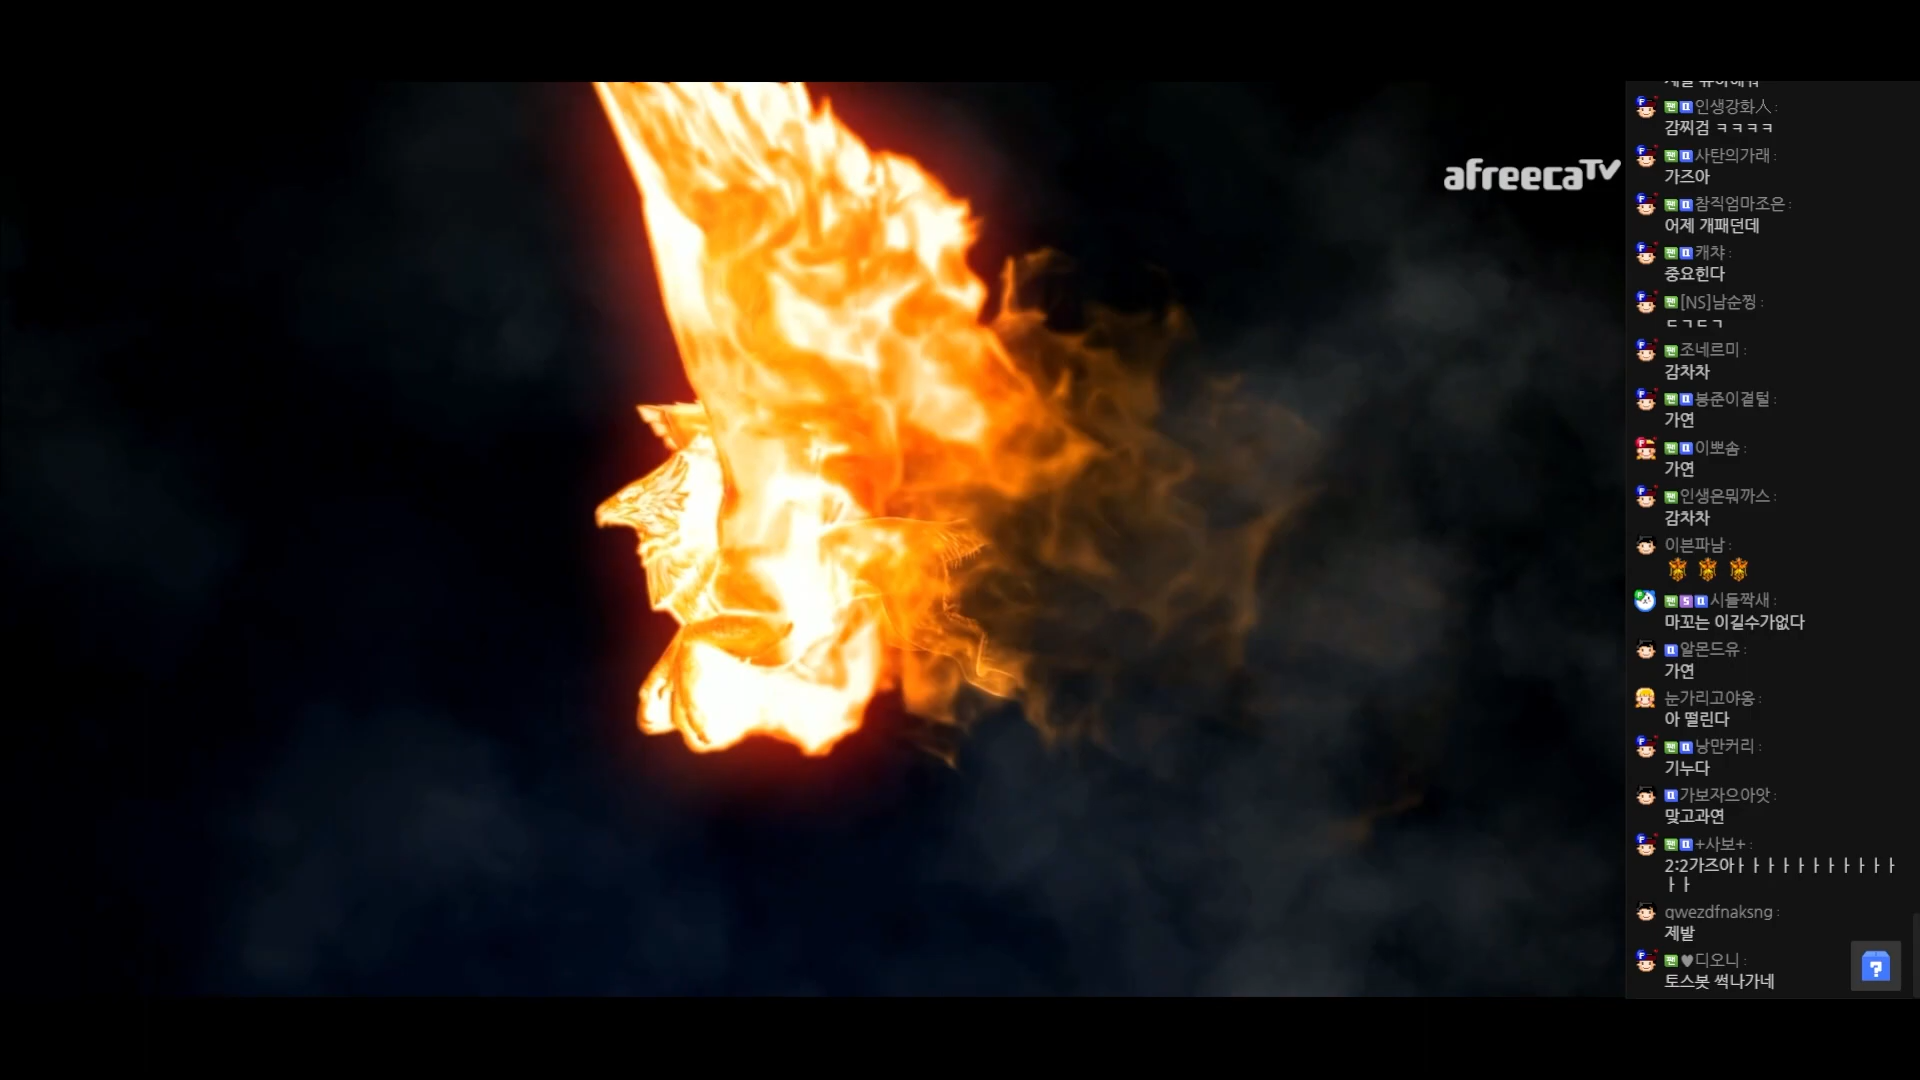 afreecaTV
인생강화人 :
감찌검 ㅋㅋㅋㅋ
사탄의가래 :
가즈아
참직엄마조은 :
어제 개패던데
캐챠 :
중요힌다
[NS]남순찡 :
ㄷㄱㄷㄱ
조네르미 :
감차차
봉준이곁털 :
가연
이뽀솜 :
가연
인생은뭐까스 :
감차차
이븐파남 :
시들짝새 :
마꼬는 이길수가없다
알몬드유 :
가연
눈가리고야옹 :
아 떨린다
낭만커리 :
기누다
가보자으아앗 :
맞고과연
+사보+ :
2:2가즈아ㅏㅏㅏㅏㅏㅏㅏㅏㅏㅏㅏ
ㅏㅏ
qwezdfnaksng :
제발
♥디오니 :
토스봇 썩나가네